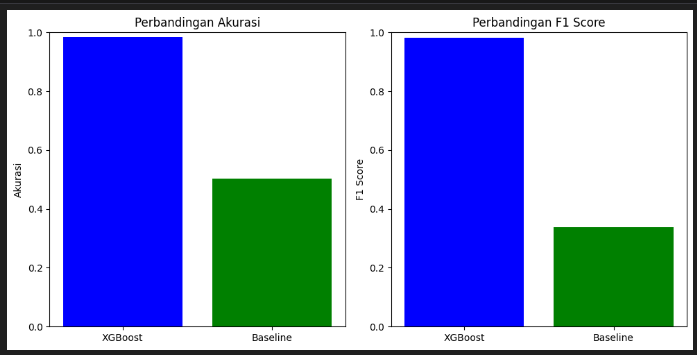 Perbandingan Akurasi
1.0
0.8
0.6
0.4
0.2
0.0
Akurasi
XGBoost
Baseline
Perbandingan F1 Score
1.0
0.8
0.6
0.4
0.2
0.0
F1 Score
XGBoost
Baseline